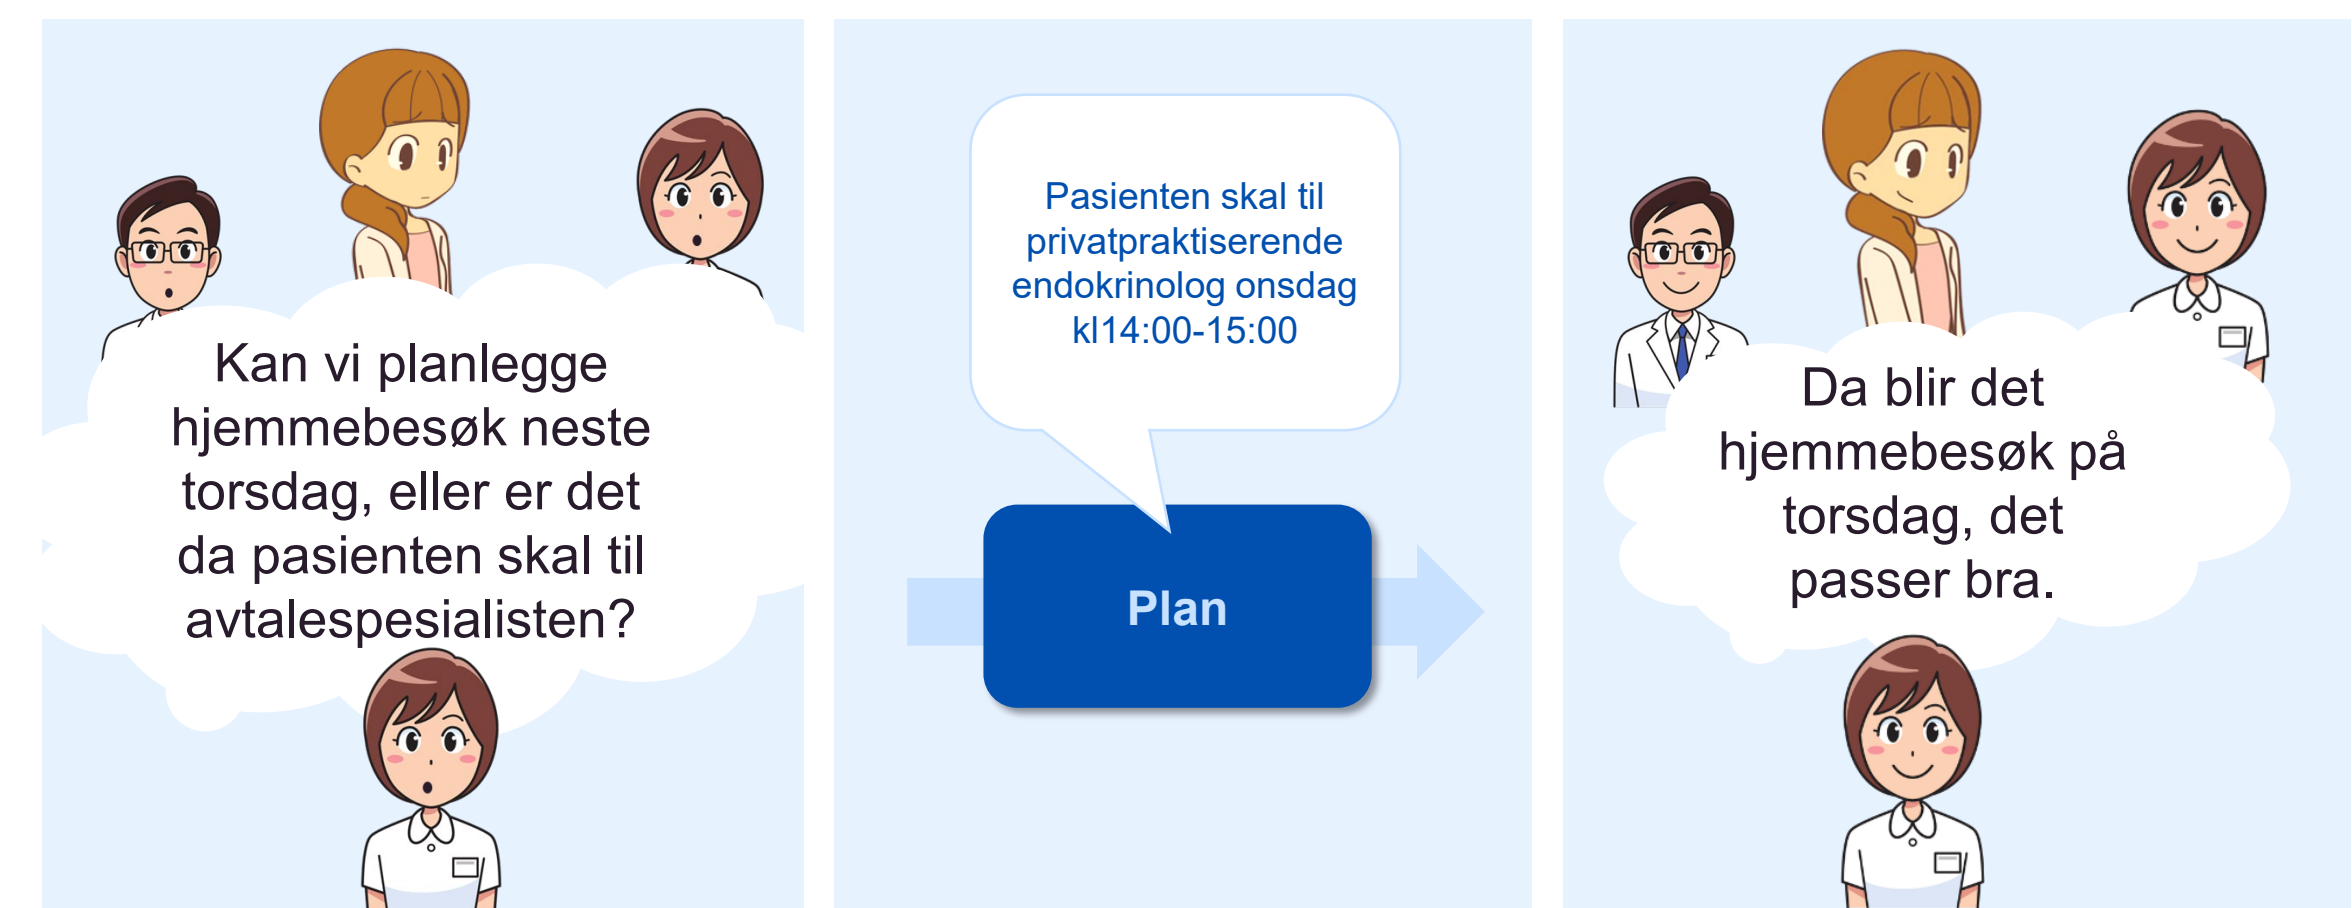 Kan vi planlegge
hjemmebesøk neste
torsdag, eller er det
da pasienten skal til
avtalespesialisten?
Pasienten skal til
privatpraktiserende
endokrinolog onsdag
kl14:00-15:00
Plan
Da blir det
hjemmebesøk på
torsdag, det
passer bra.